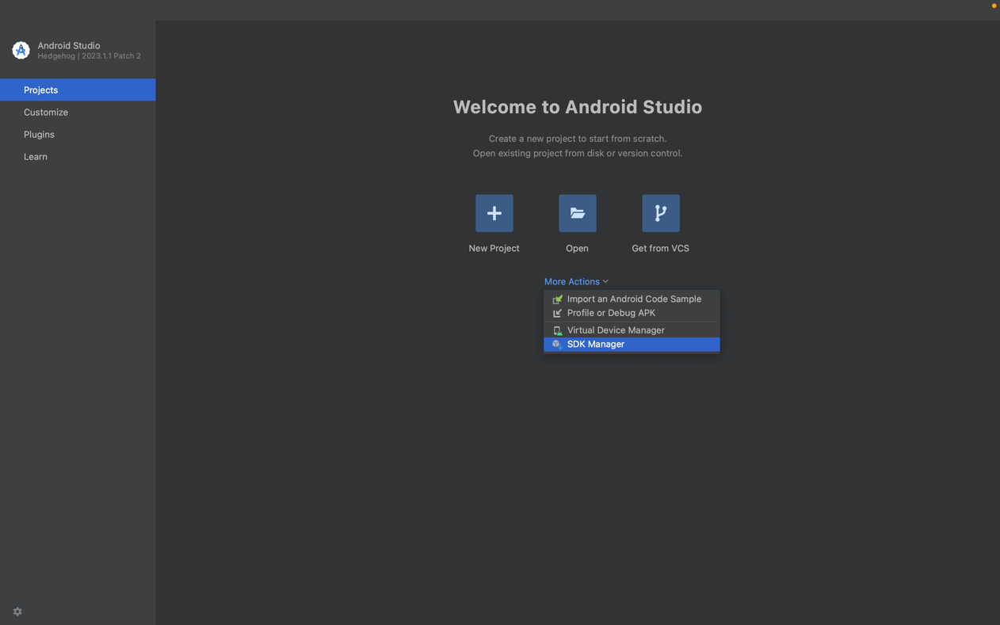 Android Studio
Hedgehog | 2023.1.1 Patch 2
Projects
Customize
Plugins
Learn
Welcome to Android Studio
Create a new project to start from scratch.
Open existing project from disk or version control.
New Project
Open
Get from VCS
More Actions
Import an Android Code Sample
Profile or Debug APK
Virtual Device Manager
SDK Manager